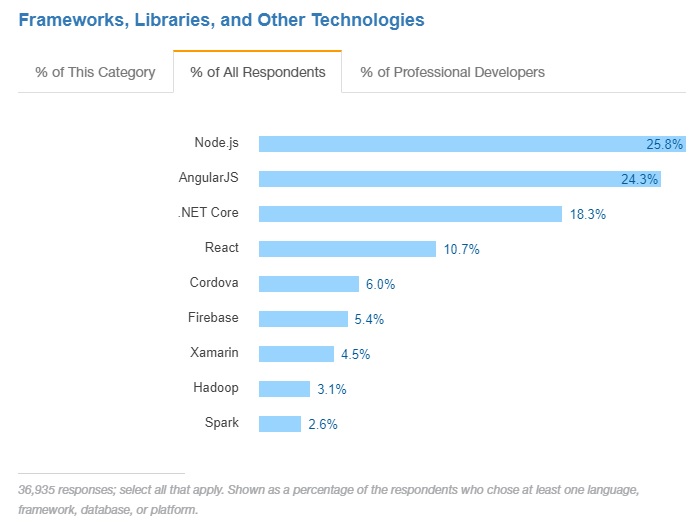 Frameworks, Libraries, and Other Technologies
% of This Category % of All Respondents % of Professional Developers
Node.js 25.8%
AngularJS 24.3%
.NET Core 18.3%
React 10.7%
Cordova 6.0%
Firebase 5.4%
Xamarin 4.5%
Hadoop 3.1%
Spark 2.6%
36,935 responses; select all that apply. Shown as a percentage of the respondents who chose at least one language,
framework, database, or platform.